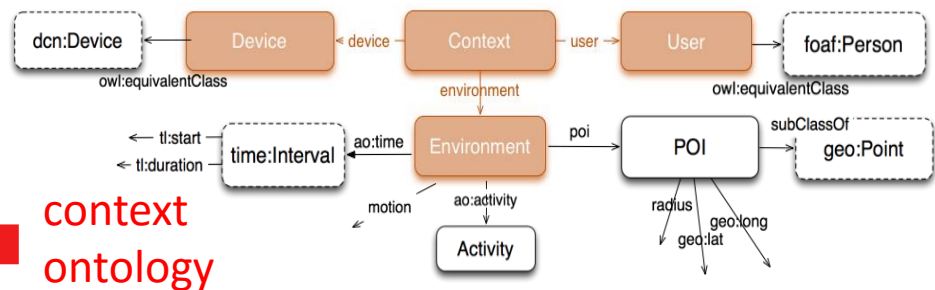 dcn:Device
Device
device
Context
user
User
foaf:Person
owl:equivalentClass
environment
owl:equivalentClass
tl:start
tl:duration
time:Interval
ao:time
Environment
poi
POI
subClassOf
geo:Point
motion
ao:activity
radius
geo:lat
geo:long
Activity
context
ontology